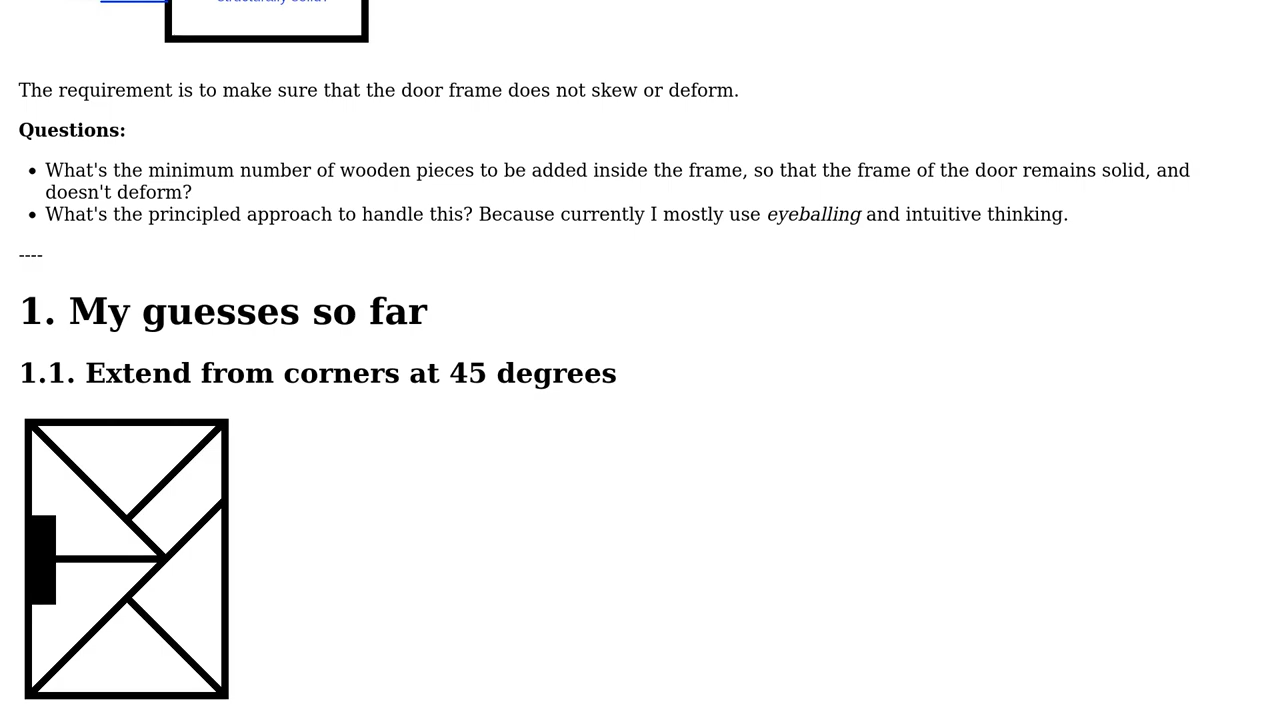 The requirement is to make sure that the door frame does not skew or deform.
Questions:
• What's the minimum number of wooden pieces to be added inside the frame, so that the frame of the door remains solid, and
doesn't deform?
• What's the principled approach to handle this? Because currently I mostly use eyeballing and intuitive thinking.
----
1. My guesses so far
1.1. Extend from corners at 45 degrees